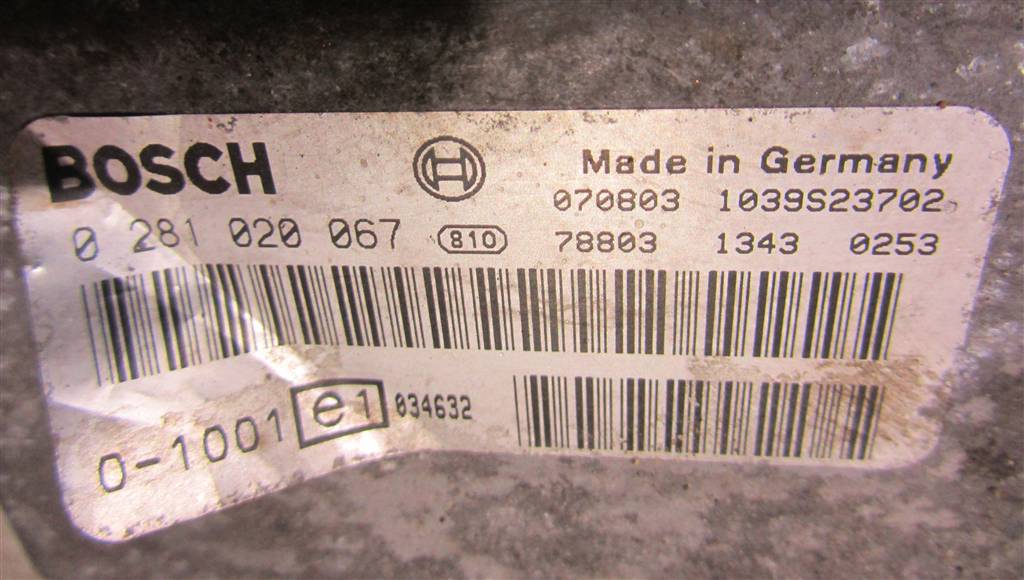 BOSCH Made in Germany
070803 1039S23702
0 281 020 067 810 78803 1343 0253
0-1001 e1 034632